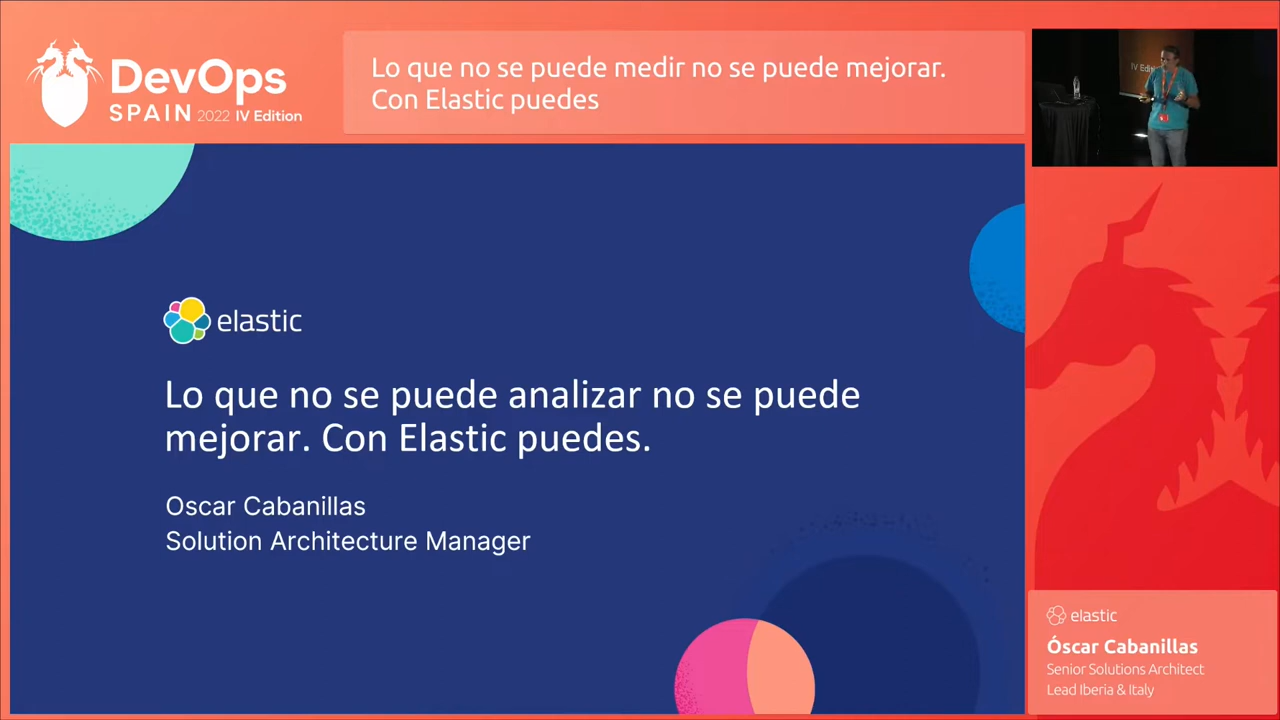 DevOps
SPAIN 2022 IV Edition
Lo que no se puede medir no se puede mejorar.
Con Elastic puedes
IV Editi
elastic
Lo que no se puede analizar no se puede
mejorar. Con Elastic puedes.
Oscar Cabanillas
Solution Architecture Manager
elastic
Óscar Cabanillas
Senior Solutions Architect
Lead Iberia & Italy